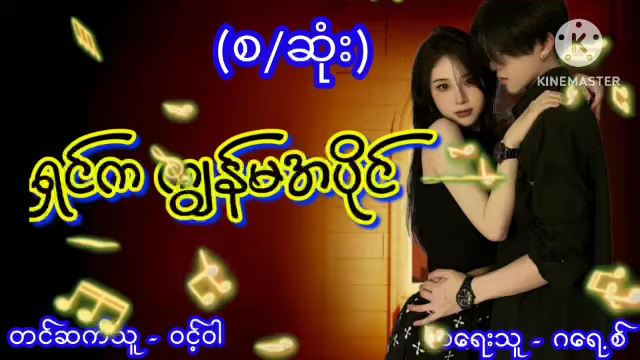 (စ/ဆုံး)
KINEMASTER
ရှင်က ကျွန်မအပိုင်
တင်ဆက်သူ - ဝင့်ဝါ
စာရေးသူ - ဂရေ့စ်